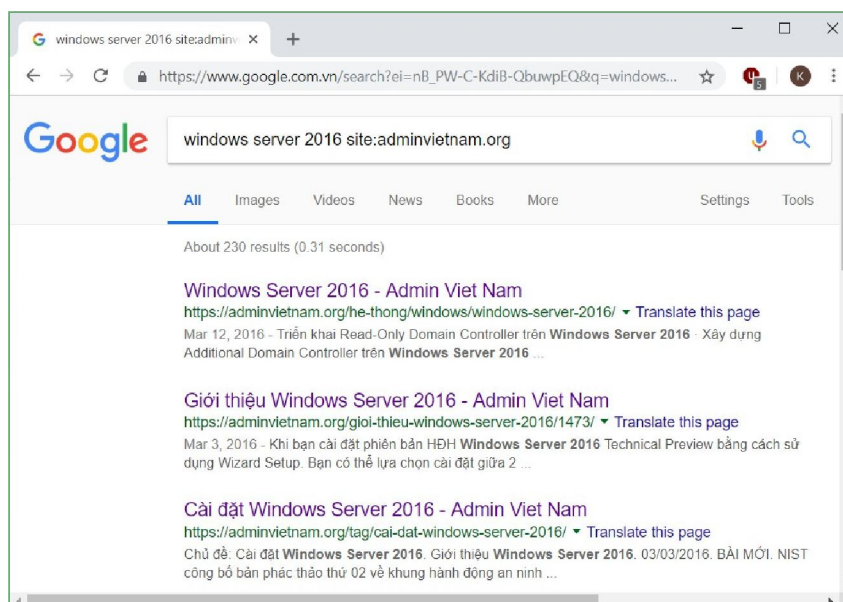 windows server 2016 site:adminv
https://www.google.com.vn/search?ei=nB_PW-C-KdiB-QbuwpEQ&q=windows...
5
K
Google
windows server 2016 site:adminvietnam.org
All Images Videos News Books More Settings Tools
About 230 results (0.31 seconds)
Windows Server 2016 - Admin Viet Nam
https://adminvietnam.org/he-thong/windows/windows-server-2016/ Translate this page
Mar 12, 2016 - Triển khai Read-Only Domain Controller trên Windows Server 2016 · Xây dựng
Additional Domain Controller trên Windows Server 2016 ...
Giới thiệu Windows Server 2016 - Admin Viet Nam
https://adminvietnam.org/gioi-thieu-windows-server-2016/1473/ Translate this page
Mar 3, 2016 - Khi bạn cài đặt phiên bản HĐH Windows Server 2016 Technical Preview bằng cách sử
dụng Wizard Setup. Bạn có thể lựa chọn cài đặt giữa 2 ...
Cài đặt Windows Server 2016 - Admin Viet Nam
https://adminvietnam.org/tag/cai-dat-windows-server-2016/ Translate this page
Chủ đề: Cài đặt Windows Server 2016. Giới thiệu Windows Server 2016. 03/03/2016. BÀI MỚI. NIST
công bố bản phác thảo thứ 02 về khung hành động an ninh ...